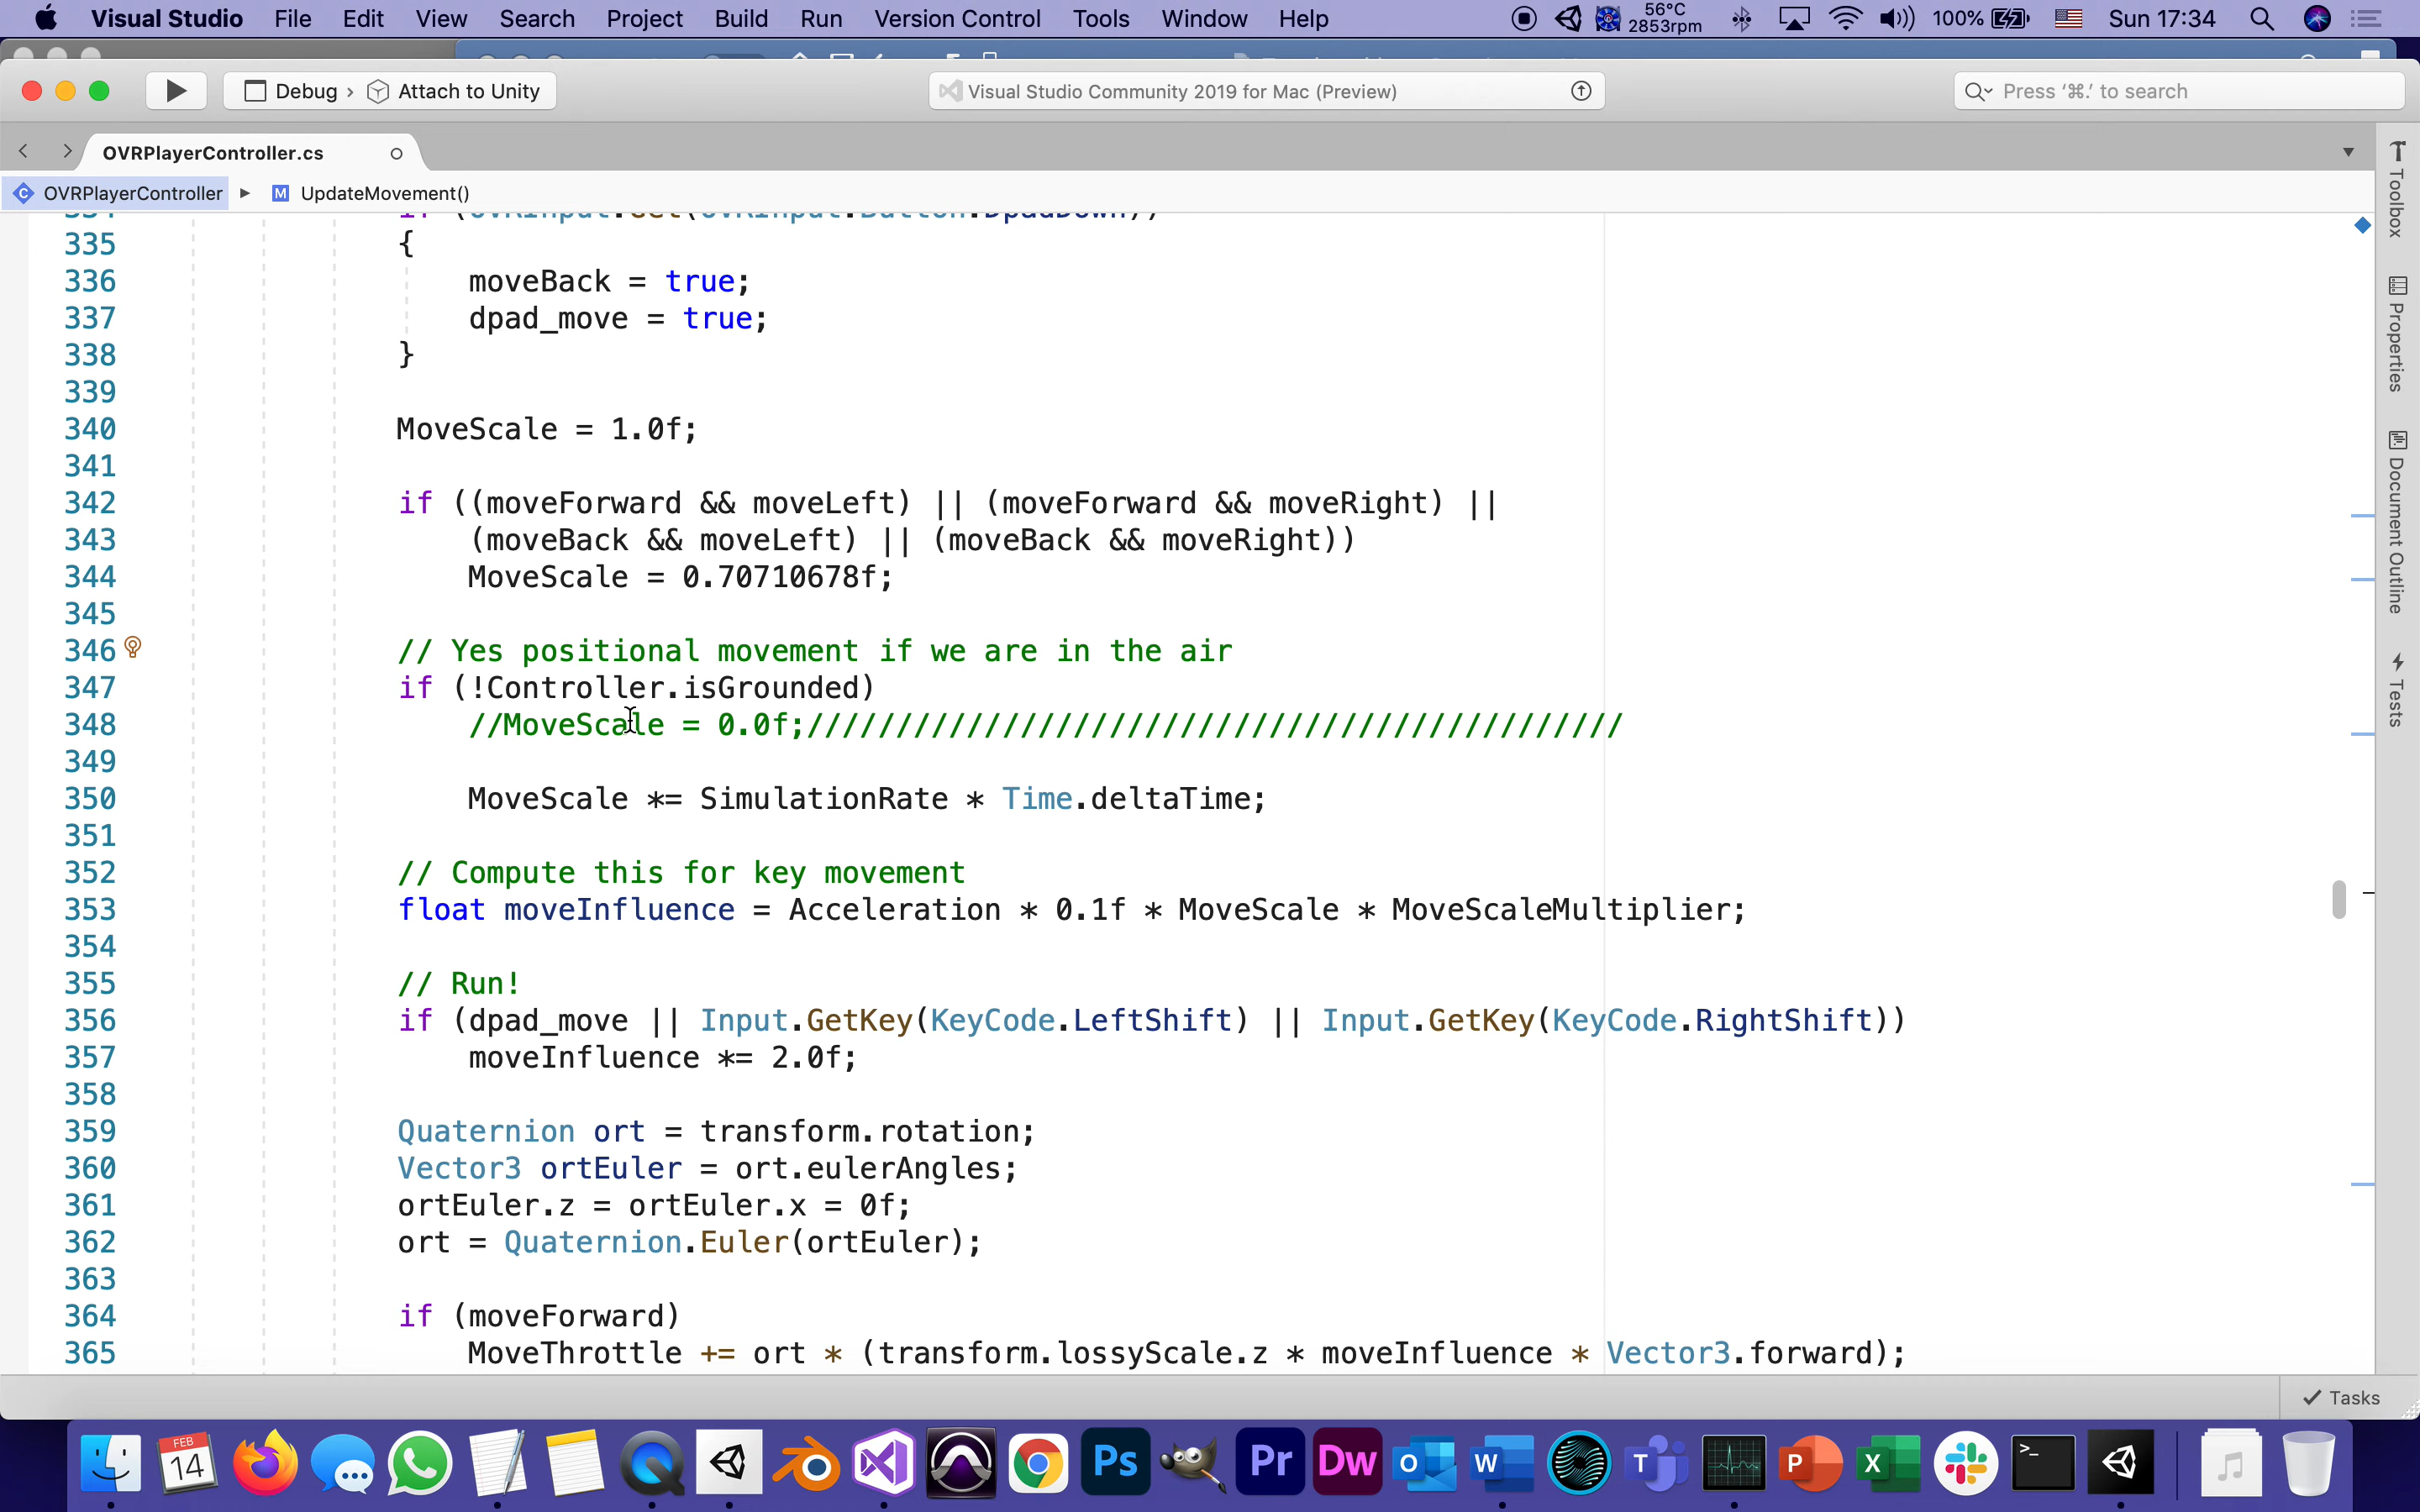 Visual Studio File Edit View Search Project Build Run Version Control Tools Window Help 56°C 2853rpm 100% Sun 17:34
Debug › Attach to Unity Visual Studio Community 2019 for Mac (Preview) Press ‘⌘.’ to search
OVRPlayerController.cs
OVRPlayerController UpdateMovement()
335 {
336 moveBack = true;
337 dpad_move = true;
338 }
339
340 MoveScale = 1.0f;
341
342 if ((moveForward && moveLeft) || (moveForward && moveRight) ||
343 (moveBack && moveLeft) || (moveBack && moveRight))
344 MoveScale = 0.70710678f;
345
346 // Yes positional movement if we are in the air
347 if (!Controller.isGrounded)
348 //MoveScale = 0.0f;//////////////////////////////////////////////
349
350 MoveScale *= SimulationRate * Time.deltaTime;
351
352 // Compute this for key movement
353 float moveInfluence = Acceleration * 0.1f * MoveScale * MoveScaleMultiplier;
354
355 // Run!
356 if (dpad_move || Input.GetKey(KeyCode.LeftShift) || Input.GetKey(KeyCode.RightShift))
357 moveInfluence *= 2.0f;
358
359 Quaternion ort = transform.rotation;
360 Vector3 ortEuler = ort.eulerAngles;
361 ortEuler.z = ortEuler.x = 0f;
362 ort = Quaternion.Euler(ortEuler);
363
364 if (moveForward)
365 MoveThrottle += ort * (transform.lossyScale.z * moveInfluence * Vector3.forward);
Toolbox
Properties
Document Outline
Tests
Tasks
FEB
14
Ps
Pr
Dw
O
W
T
P
X
>_